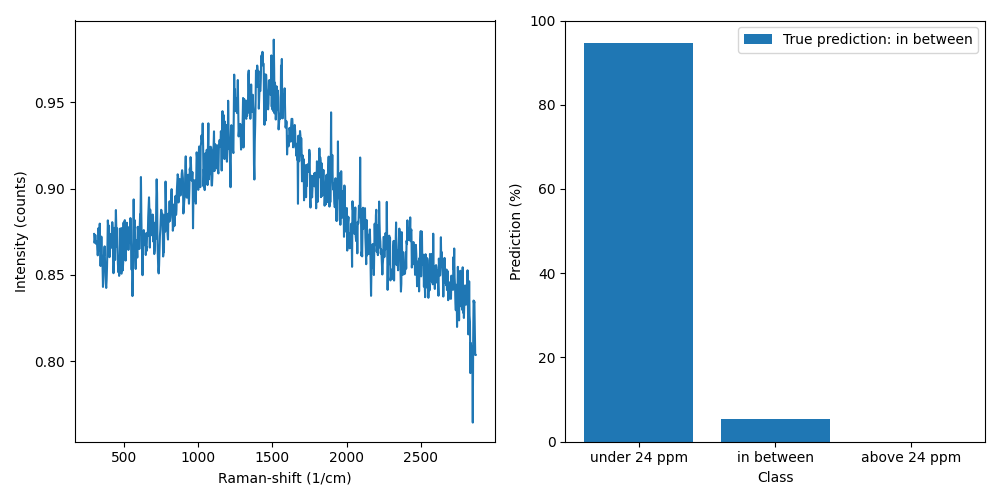 0.95
0.90
0.85
0.80
Intensity (counts)
500 1000 1500 2000 2500
Raman-shift (1/cm)
100
80
60
40
20
0
Prediction (%)
True prediction: in between
under 24 ppm in between above 24 ppm
Class